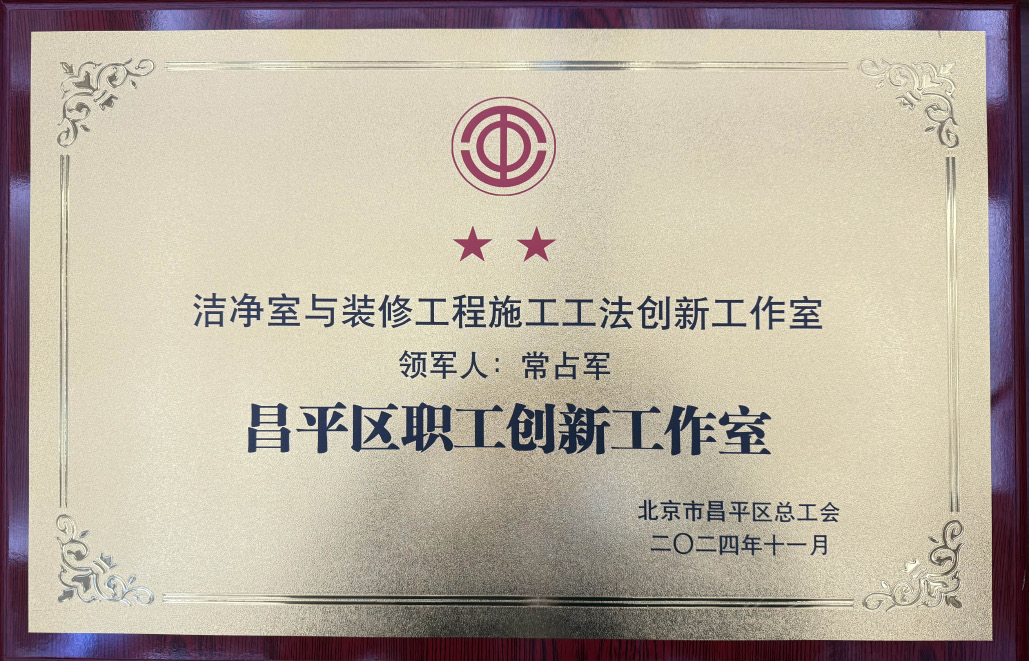 洁净室与装修工程施工工法创新工作室
领军人：常占军
昌平区职工创新工作室
北京市昌平区总工会
二〇二四年十一月